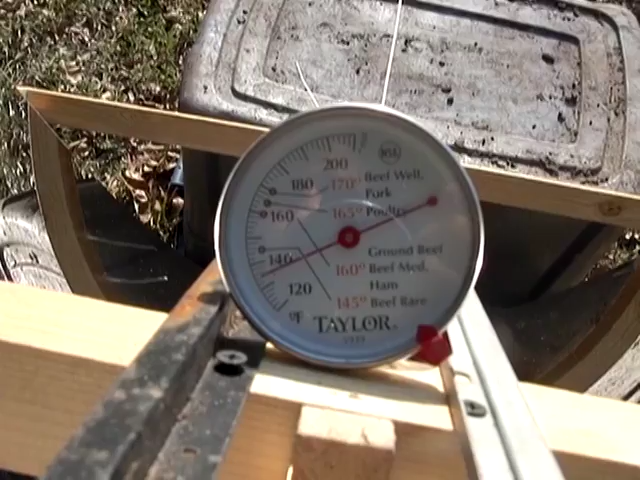 NSF
200
180 170° Beef Well.
Pork
160 165° Poultry
Ground Beef
140 160° Beef Med.
Ham
120 145° Beef Rare
°F TAYLOR